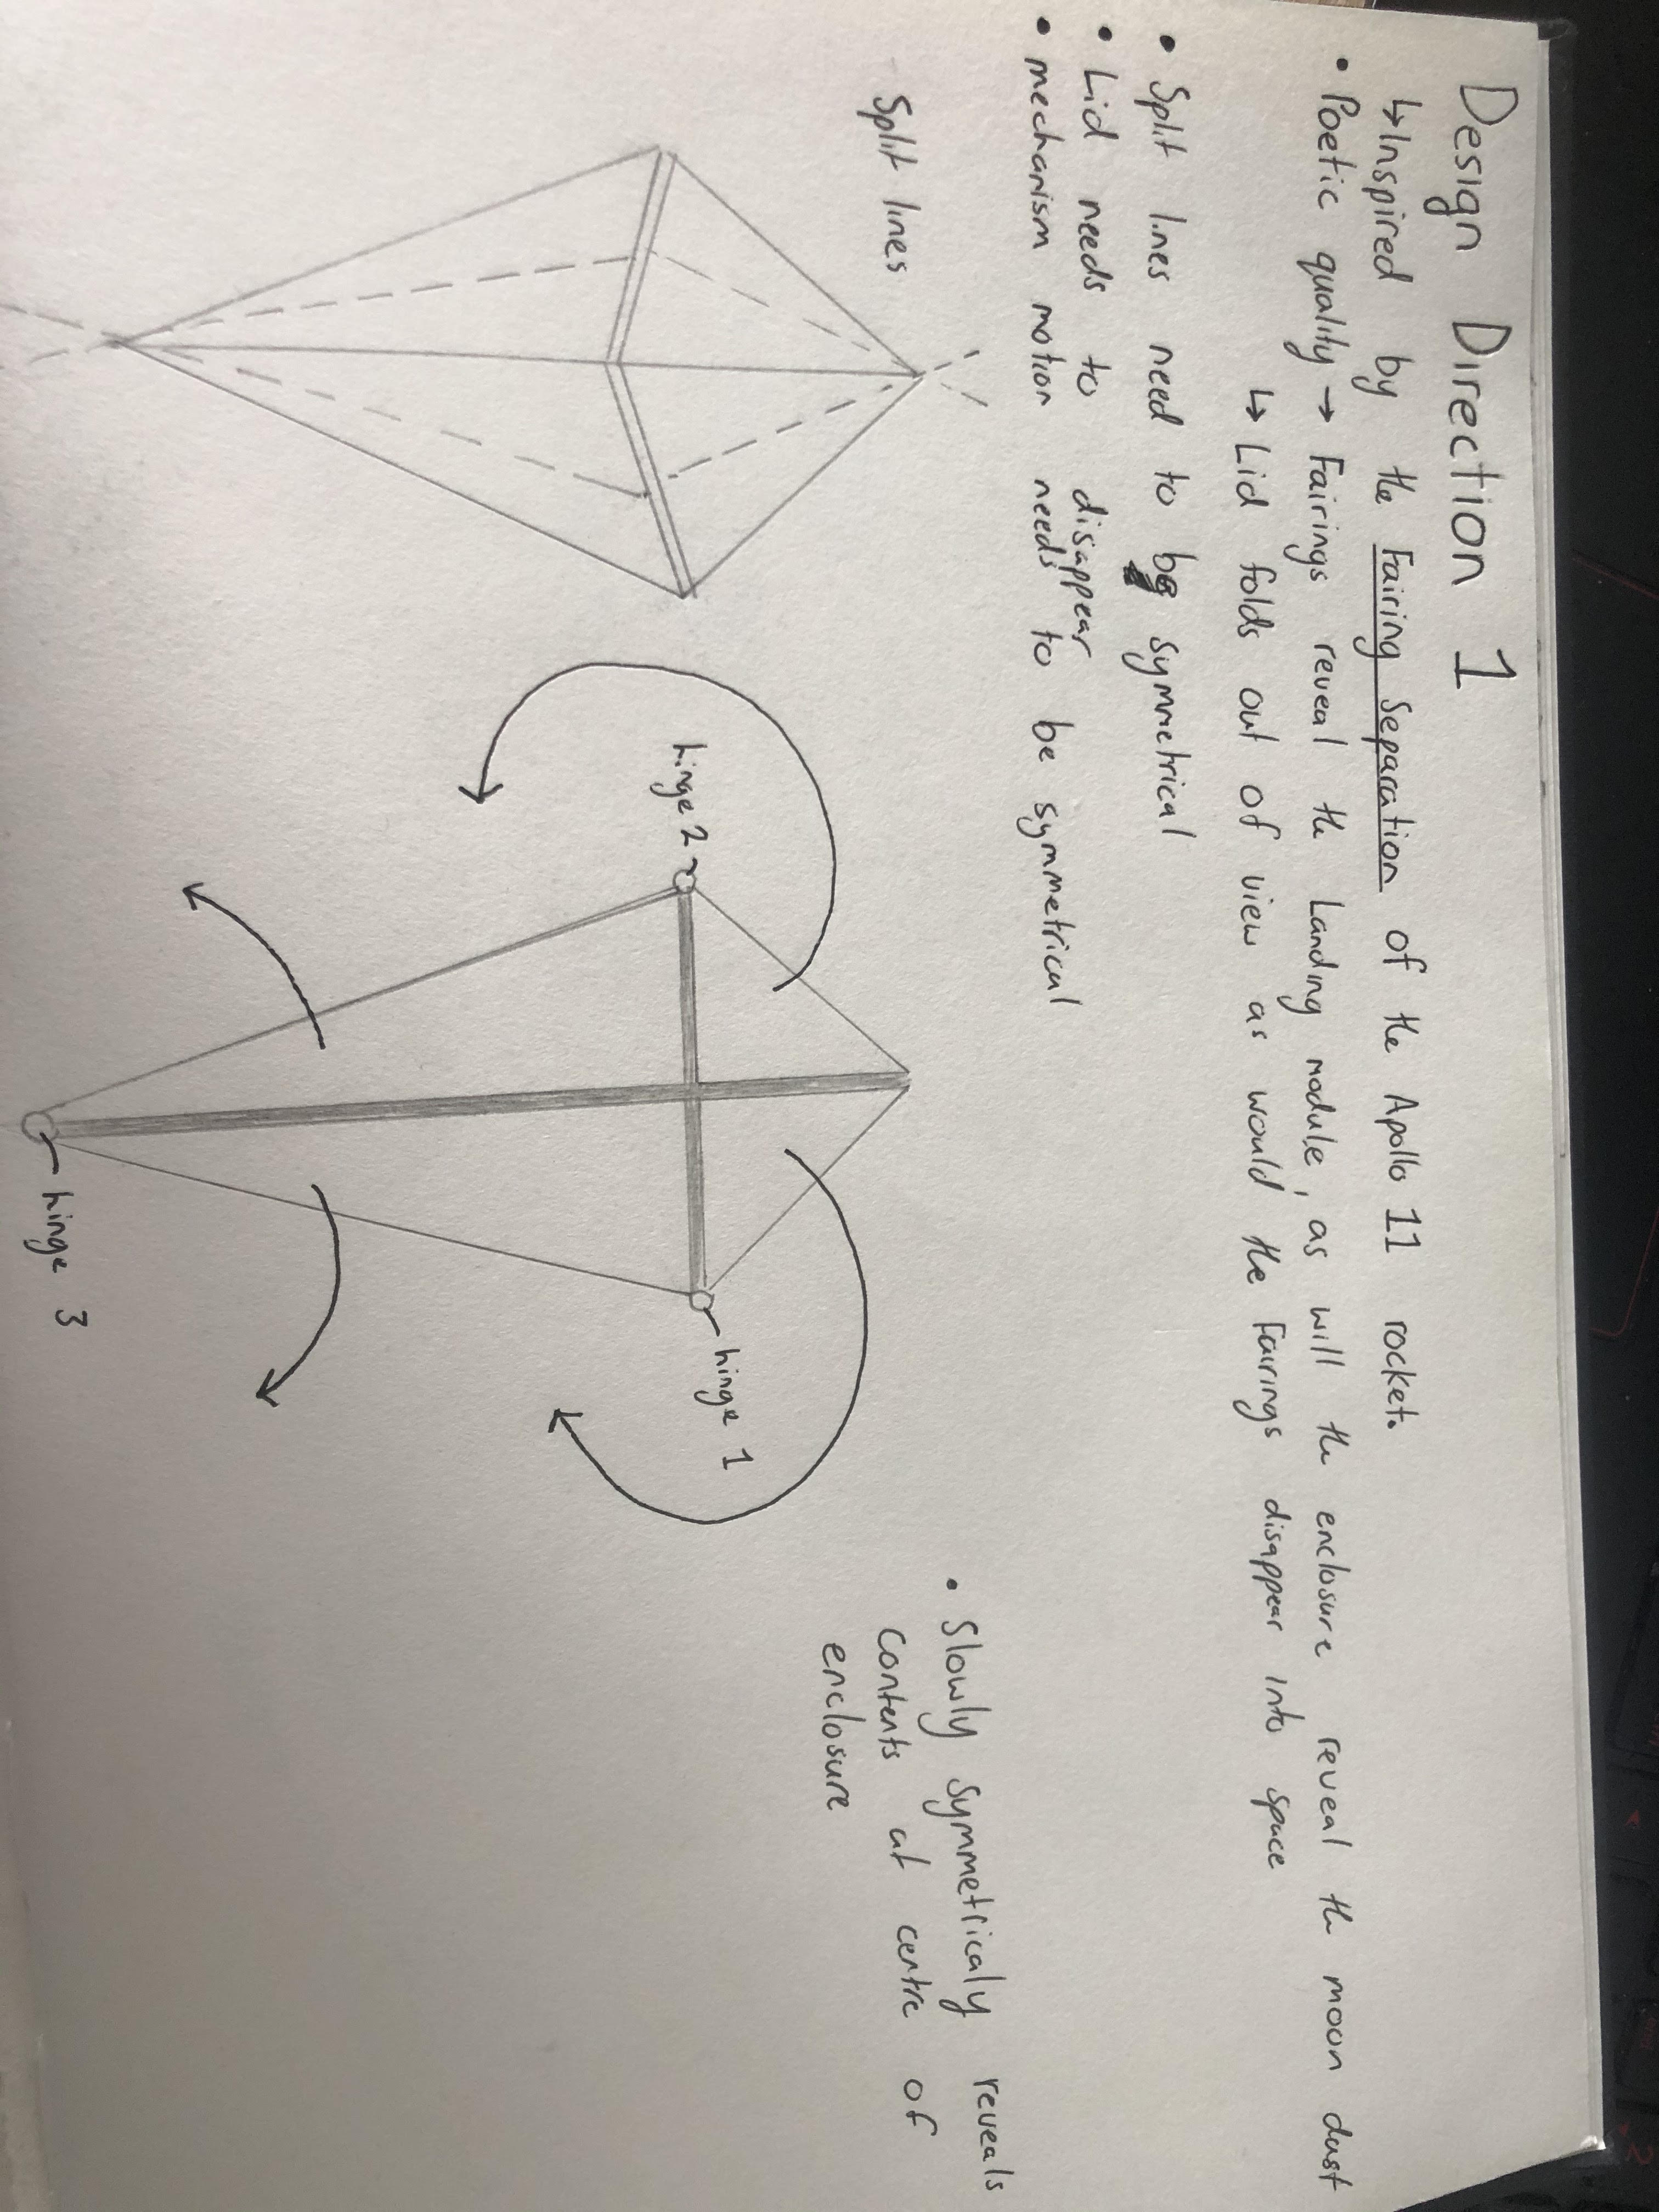 Design Direction 1
↳Inspired by the Fairing Separation of the Apollo 11 rocket.
• Poetic quality → Fairings reveal the Landing module, as will the enclosure reveal the moon dust
↳ Lid folds out of view as would the Fairings disappear into space
• Split lines need to be symmetrical
• Lid needs to disappear
• mechanism motion needs to be symmetrical
• Slowly symmetricaly reveals
contents at centre of
enclosure
Split lines
hinge 2
hinge 1
hinge 3